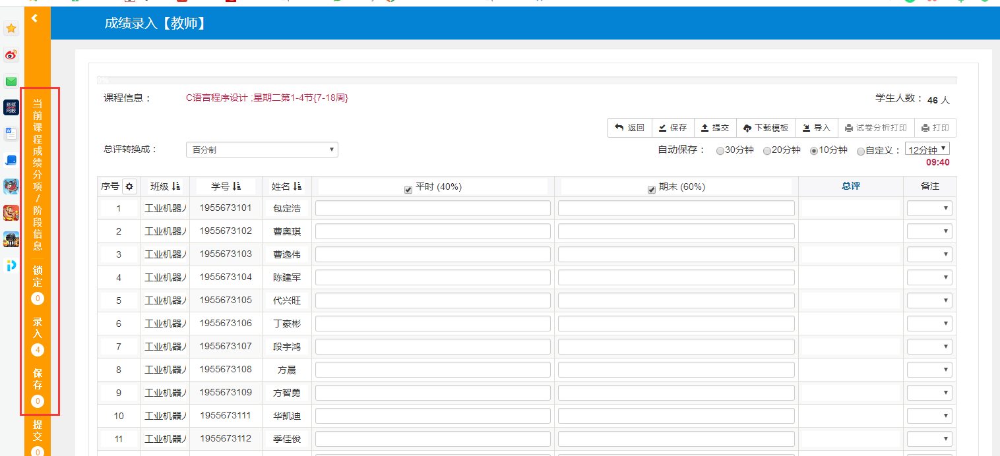 成绩录入【教师】
当前课程成绩分项/阶段信息
锁定
0
录入
4
保存
0
提交
0
0%
课程信息： C语言程序设计 ;星期二第1-4节{7-18周} 学生人数： 46 人
返回 保存 提交 下载模板 导入 试卷分析打印 打印
总评转换成： 百分制 自动保存： 30分钟 20分钟 10分钟 自定义： 12分钟
09:40
序号 班级 学号 姓名 平时 (40%) 期末 (60%) 总评 备注
1 工业机器人 1955673101 包定浩
2 工业机器人 1955673102 曹奥琪
3 工业机器人 1955673103 曹逸伟
4 工业机器人 1955673104 陈建军
5 工业机器人 1955673105 代兴旺
6 工业机器人 1955673106 丁豪彬
7 工业机器人 1955673107 段宇鸿
8 工业机器人 1955673108 方晨
9 工业机器人 1955673109 方智勇
10 工业机器人 1955673111 华凯迪
11 工业机器人 1955673112 季佳俊